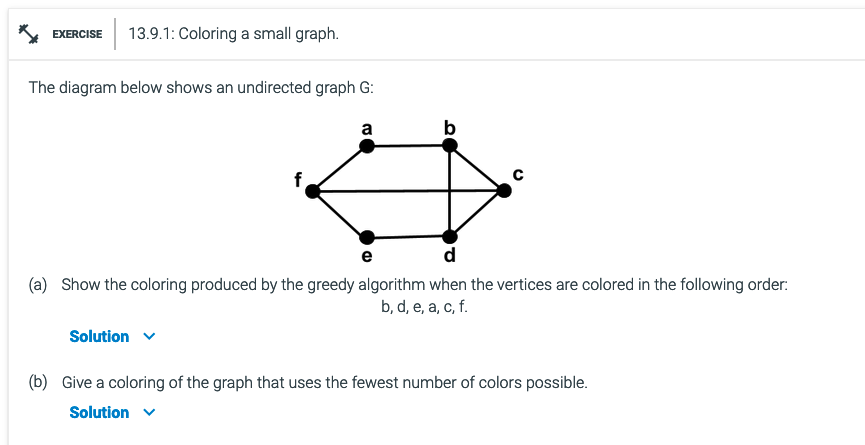 EXERCISE 13.9.1: Coloring a small graph.
The diagram below shows an undirected graph G:
a b
f c
e d
(a) Show the coloring produced by the greedy algorithm when the vertices are colored in the following order:
b, d, e, a, c, f.
Solution
(b) Give a coloring of the graph that uses the fewest number of colors possible.
Solution